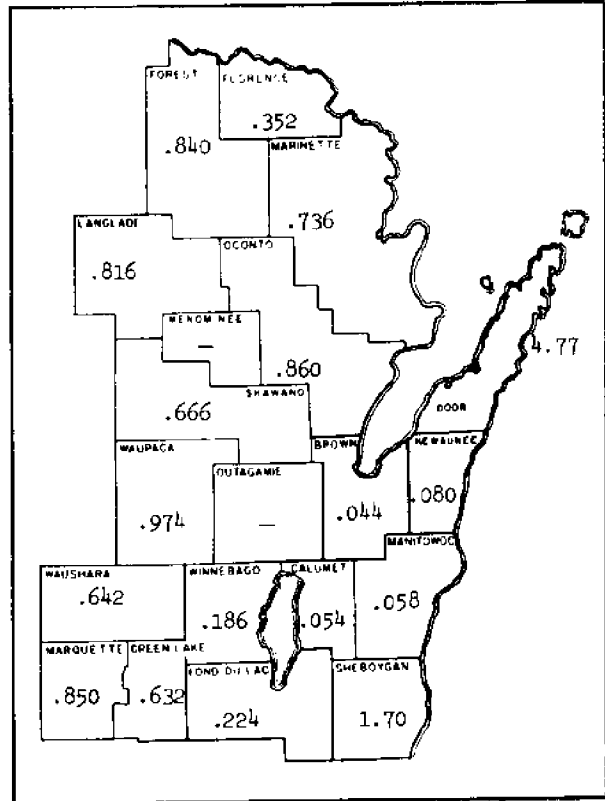 FOREST
FLORENCE
.352
.840
MARINETTE
.736
LANGLADE
OCONTO
.816
MENOMINEE
–
4.77
.860
SHAWANO
.666
DOOR
WAUPACA
BROWN
KEWAUNEE
OUTAGAMIE
.080
.974
–
.044
MANITOWOC
WAUSHARA
WINNEBAGO
CALUMET
.642
.186
.054
.058
MARQUETTE
GREEN LAKE
FOND DU LAC
SHEBOYGAN
.850
.632
.224
1.70